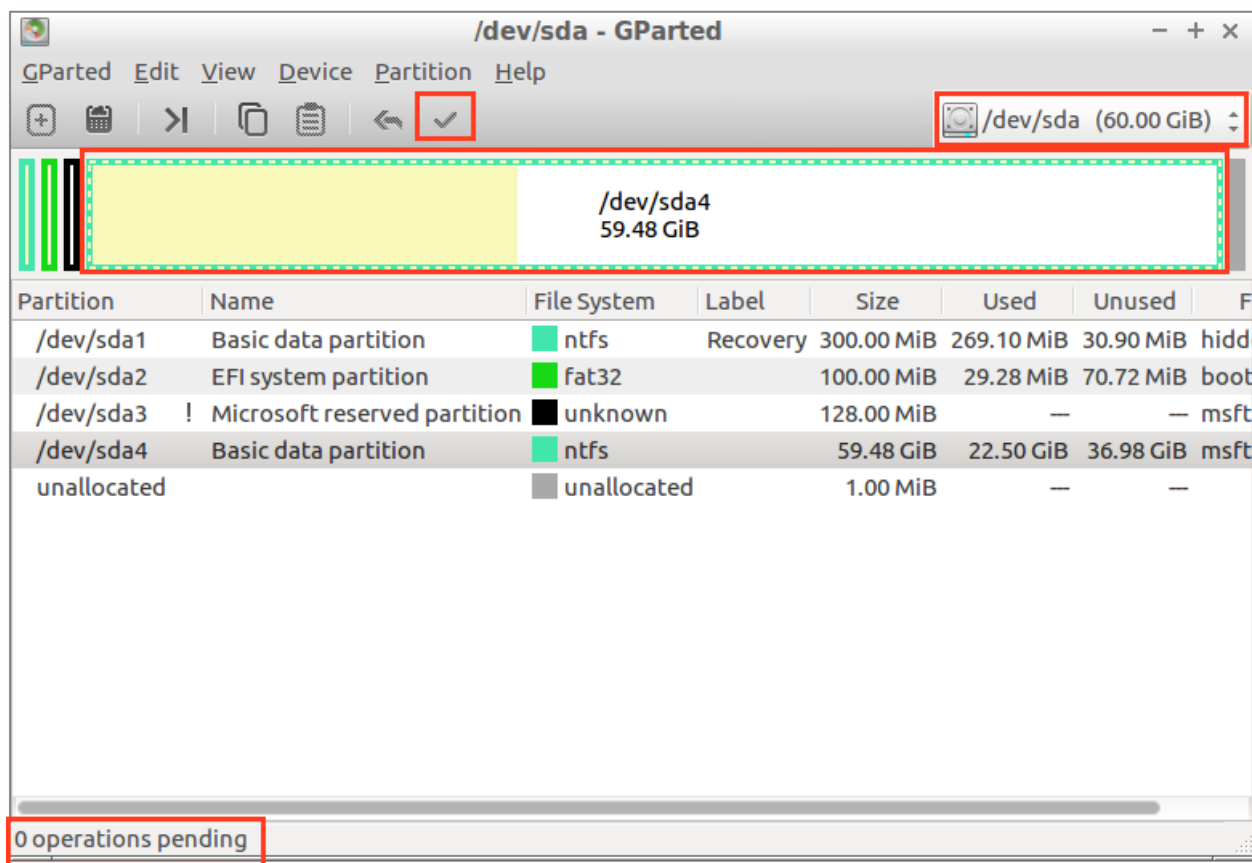 /dev/sda - GParted
GParted Edit View Device Partition Help
/dev/sda (60.00 GiB)
/dev/sda4
59.48 GiB
Partition Name File System Label Size Used Unused F
/dev/sda1 Basic data partition ntfs Recovery 300.00 MiB 269.10 MiB 30.90 MiB hidd
/dev/sda2 EFI system partition fat32 100.00 MiB 29.28 MiB 70.72 MiB boot
/dev/sda3 ! Microsoft reserved partition unknown 128.00 MiB --- --- msft
/dev/sda4 Basic data partition ntfs 59.48 GiB 22.50 GiB 36.98 GiB msft
unallocated unallocated 1.00 MiB --- ---
0 operations pending